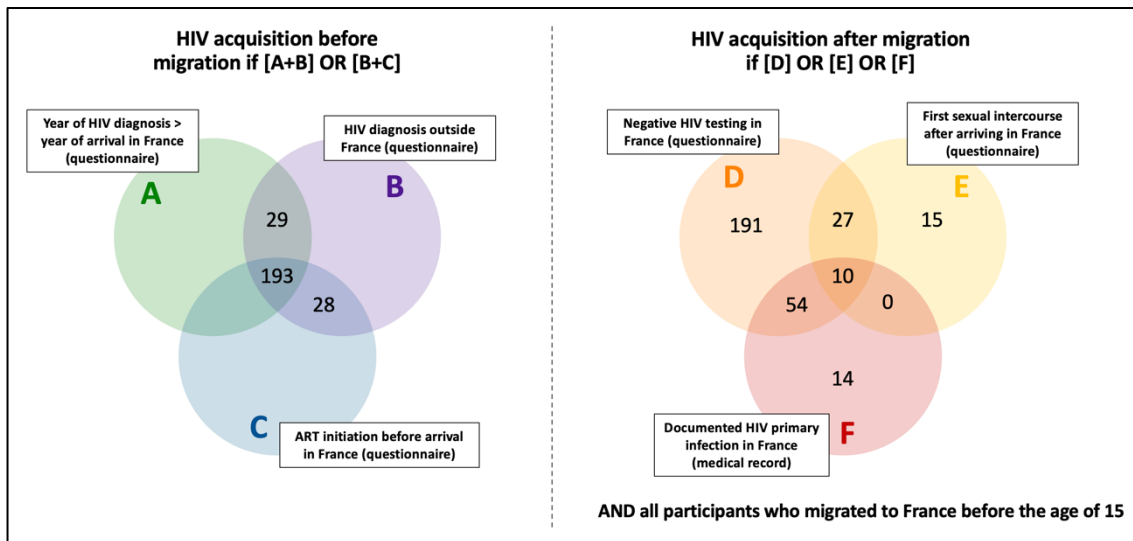 HIV acquisition before
migration if [A+B] OR [B+C]
Year of HIV diagnosis >
year of arrival in France
(questionnaire)
HIV diagnosis outside
France (questionnaire)
A
B
29
193
28
C
ART initiation before arrival
in France (questionnaire)
HIV acquisition after migration
if [D] OR [E] OR [F]
Negative HIV testing in
France (questionnaire)
First sexual intercourse
after arriving in France
(questionnaire)
D
E
191
27
15
10
54
0
14
F
Documented HIV primary
infection in France
(medical record)
AND all participants who migrated to France before the age of 15